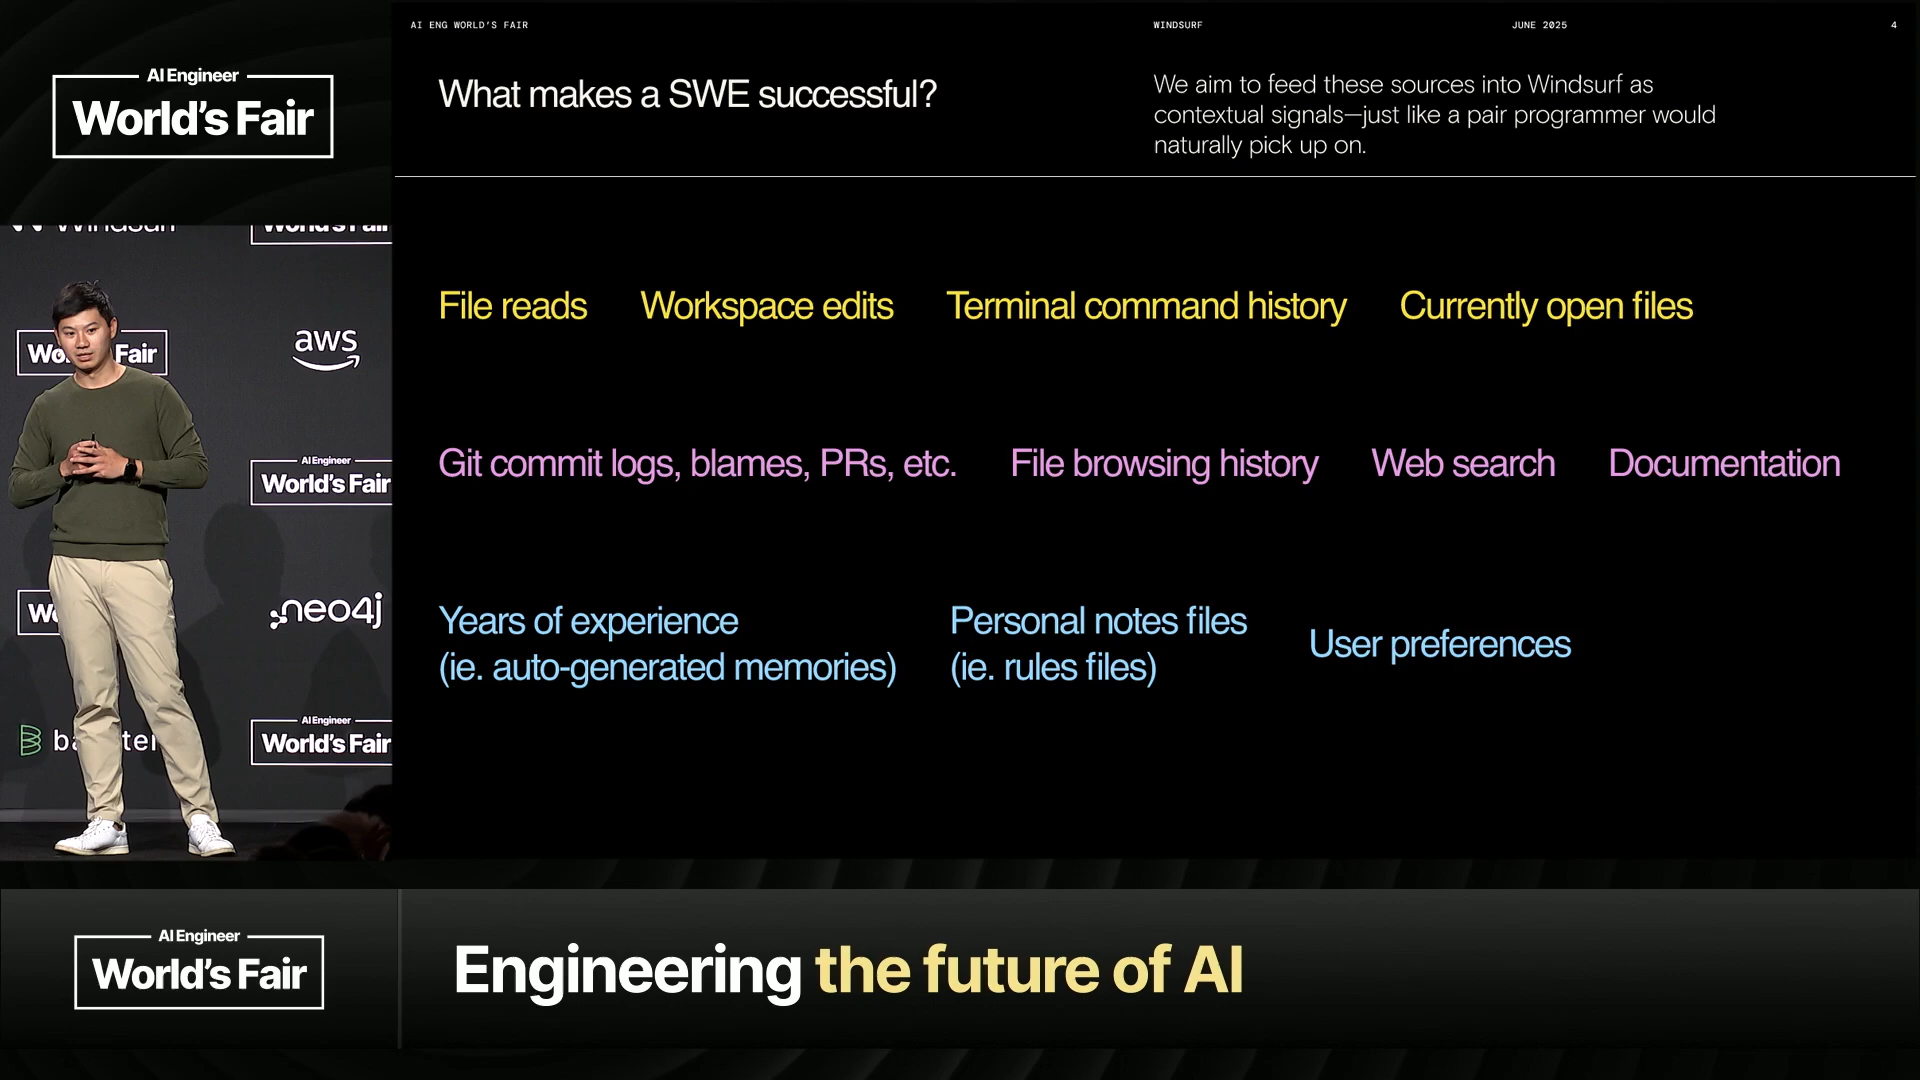 AI ENG WORLD'S FAIR
WINDSURF
JUNE 2025
4
AI Engineer
World's Fair
What makes a SWE successful?
We aim to feed these sources into Windsurf as
contextual signals—just like a pair programmer would
naturally pick up on.
Windsurf
World's Fair
File reads
Workspace edits
Terminal command history
Currently open files
aws
Fair
Git commit logs, blames, PRs, etc.
File browsing history
Web search
Documentation
AI Engineer
World's Fair
Years of experience
(ie. auto-generated memories)
Personal notes files
(ie. rules files)
User preferences
neo4j
AI Engineer
World's Fair
AI Engineer
World's Fair
Engineering the future of AI